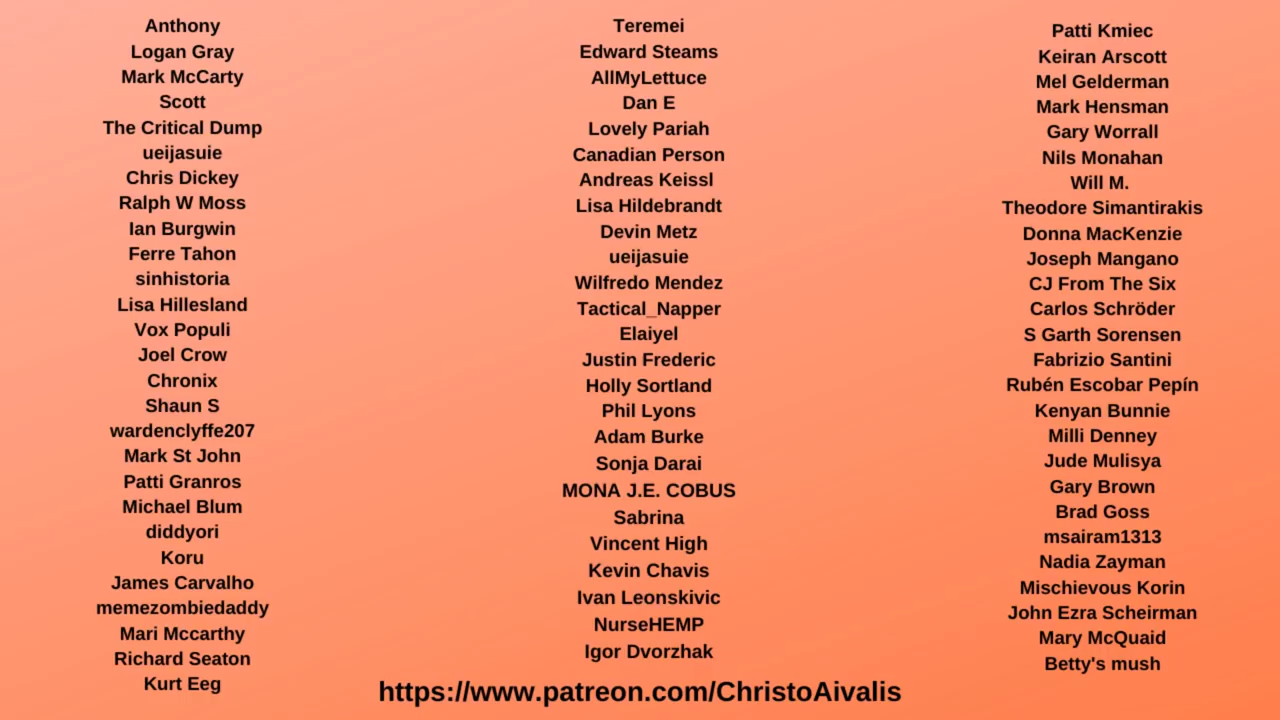 Anthony
Logan Gray
Mark McCarty
Scott
The Critical Dump
ueijasuie
Chris Dickey
Ralph W Moss
Ian Burgwin
Ferre Tahon
sinhistoria
Lisa Hillesland
Vox Populi
Joel Crow
Chronix
Shaun S
wardenclyffe207
Mark St John
Patti Granros
Michael Blum
diddyori
Koru
James Carvalho
memezombiedaddy
Mari Mccarthy
Richard Seaton
Kurt Eeg
Teremei
Edward Steams
AllMyLettuce
Dan E
Lovely Pariah
Canadian Person
Andreas Keissl
Lisa Hildebrandt
Devin Metz
ueijasuie
Wilfredo Mendez
Tactical_Napper
Elaiyel
Justin Frederic
Holly Sortland
Phil Lyons
Adam Burke
Sonja Darai
MONA J.E. COBUS
Sabrina
Vincent High
Kevin Chavis
Ivan Leonskivic
NurseHEMP
Igor Dvorzhak
Patti Kmiec
Keiran Arscott
Mel Gelderman
Mark Hensman
Gary Worrall
Nils Monahan
Will M.
Theodore Simantirakis
Donna MacKenzie
Joseph Mangano
CJ From The Six
Carlos Schröder
S Garth Sorensen
Fabrizio Santini
Rubén Escobar Pepín
Kenyan Bunnie
Milli Denney
Jude Mulisya
Gary Brown
Brad Goss
msairam1313
Nadia Zayman
Mischievous Korin
John Ezra Scheirman
Mary McQuaid
Betty's mush
https://www.patreon.com/ChristoAivalis